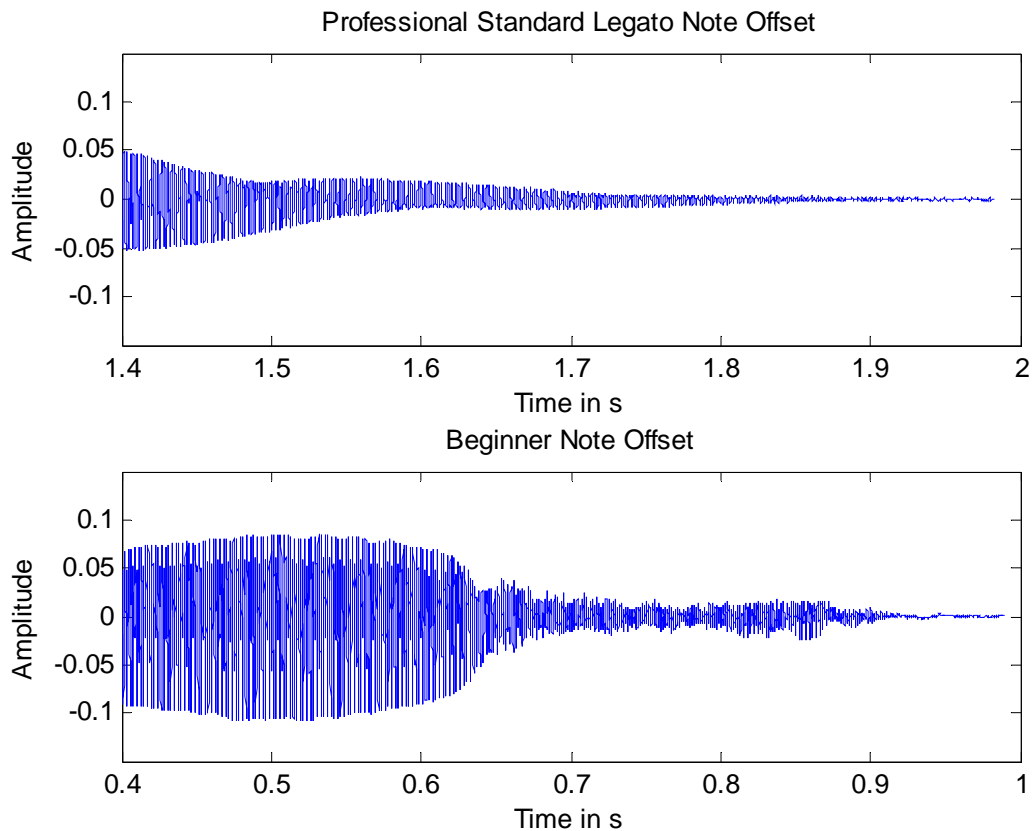 Professional Standard Legato Note Offset
0.1
0.05
0
-0.05
-0.1
Amplitude
1.4 1.5 1.6 1.7 1.8 1.9 2
Time in s
Beginner Note Offset
0.1
0.05
0
-0.05
-0.1
Amplitude
0.4 0.5 0.6 0.7 0.8 0.9 1
Time in s